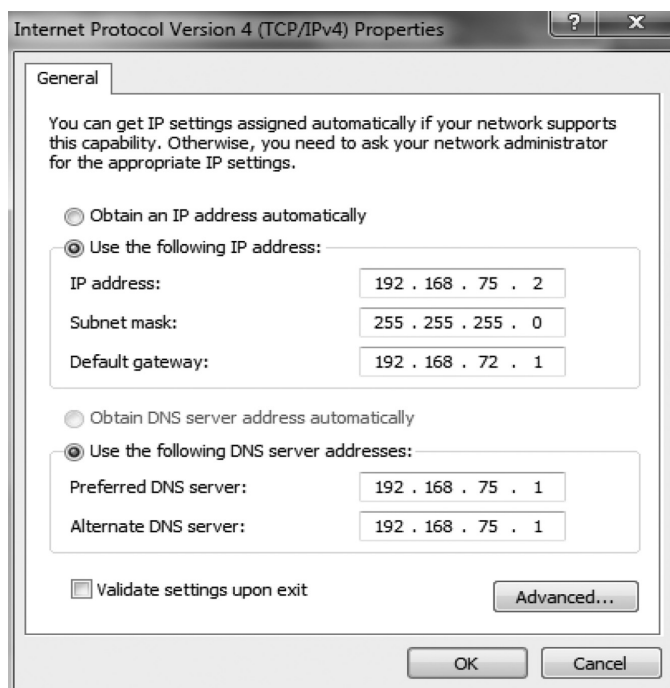 Internet Protocol Version 4 (TCP/IPv4) Properties
? X
General
You can get IP settings assigned automatically if your network supports
this capability. Otherwise, you need to ask your network administrator
for the appropriate IP settings.
Obtain an IP address automatically
Use the following IP address:
IP address: 192 . 168 . 75 . 2
Subnet mask: 255 . 255 . 255 . 0
Default gateway: 192 . 168 . 72 . 1
Obtain DNS server address automatically
Use the following DNS server addresses:
Preferred DNS server: 192 . 168 . 75 . 1
Alternate DNS server: 192 . 168 . 75 . 1
Validate settings upon exit
Advanced...
OK Cancel